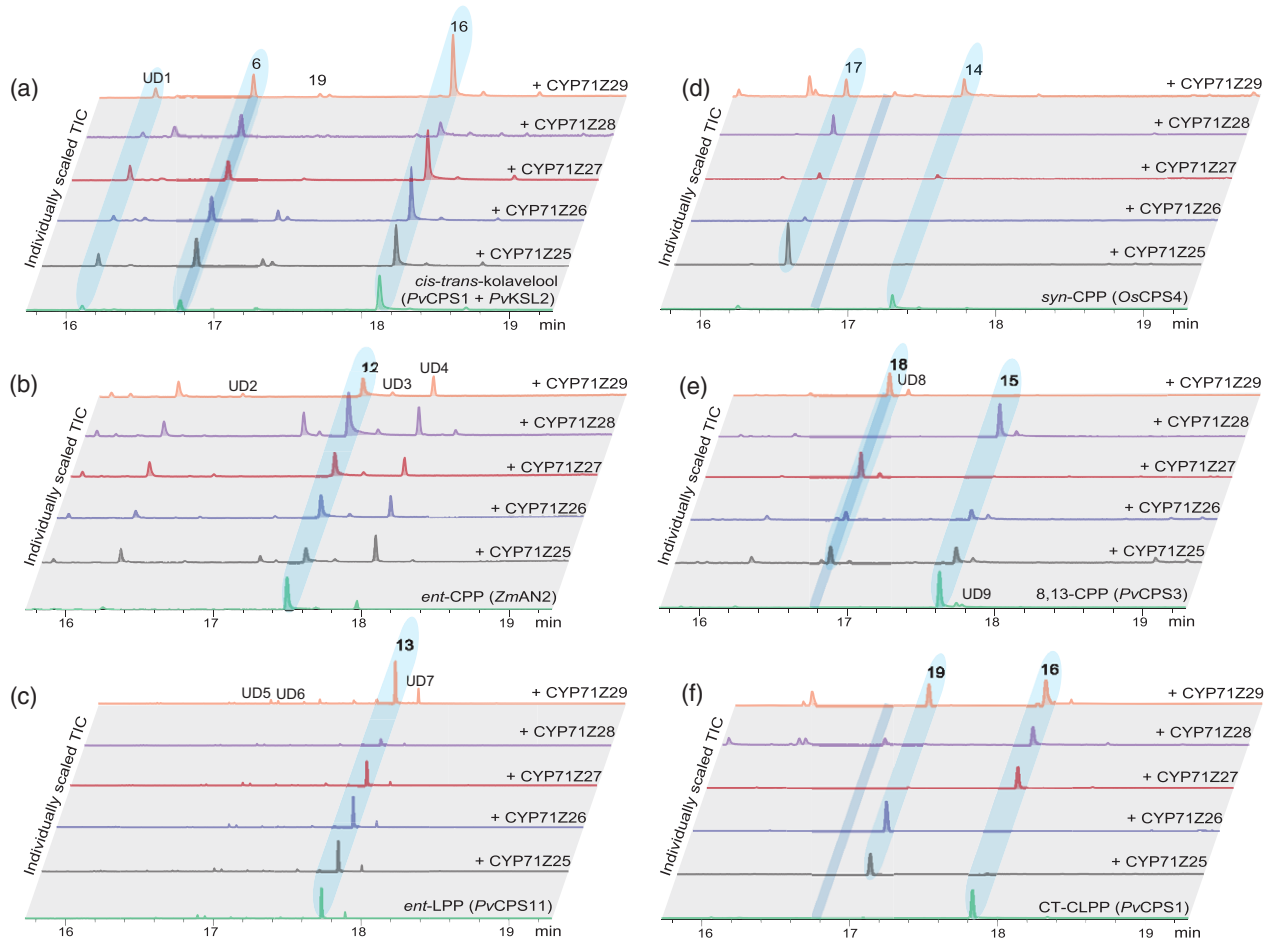 (a)
Individually scaled TIC
UD1
6
19
16
+ CYP71Z29
+ CYP71Z28
+ CYP71Z27
+ CYP71Z26
+ CYP71Z25
cis-trans-kolavelool
(PvCPS1 + PvKSL2)
16 17 18 19 min
(d)
Individually scaled TIC
17
14
+ CYP71Z29
+ CYP71Z28
+ CYP71Z27
+ CYP71Z26
+ CYP71Z25
syn-CPP (OsCPS4)
16 17 18 19 min
(b)
Individually scaled TIC
UD2
12
UD3
UD4
+ CYP71Z29
+ CYP71Z28
+ CYP71Z27
+ CYP71Z26
+ CYP71Z25
ent-CPP (ZmAN2)
16 17 18 19 min
(e)
Individually scaled TIC
18
UD8
15
+ CYP71Z29
+ CYP71Z28
+ CYP71Z27
+ CYP71Z26
+ CYP71Z25
UD9
8,13-CPP (PvCPS3)
16 17 18 19 min
(c)
Individually scaled TIC
UD5
UD6
13
UD7
+ CYP71Z29
+ CYP71Z28
+ CYP71Z27
+ CYP71Z26
+ CYP71Z25
ent-LPP (PvCPS11)
16 17 18 19 min
(f)
Individually scaled TIC
19
16
+ CYP71Z29
+ CYP71Z28
+ CYP71Z27
+ CYP71Z26
+ CYP71Z25
CT-CLPP (PvCPS1)
16 17 18 19 min